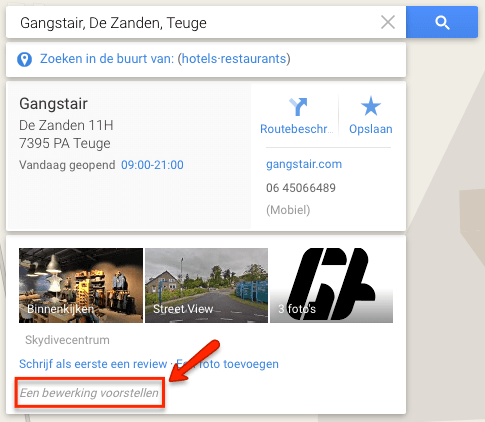 Gangstair, De Zanden, Teuge
Zoeken in de buurt van: (hotels·restaurants)
Gangstair
De Zanden 11H
7395 PA Teuge
Vandaag geopend 09:00-21:00
Routebeschr...
Opslaan
gangstair.com
06 45066489
(Mobiel)
Binnenkijken
Street View
3 foto's
Skydivecentrum
Schrijf als eerste een review · Een foto toevoegen
Een bewerking voorstellen